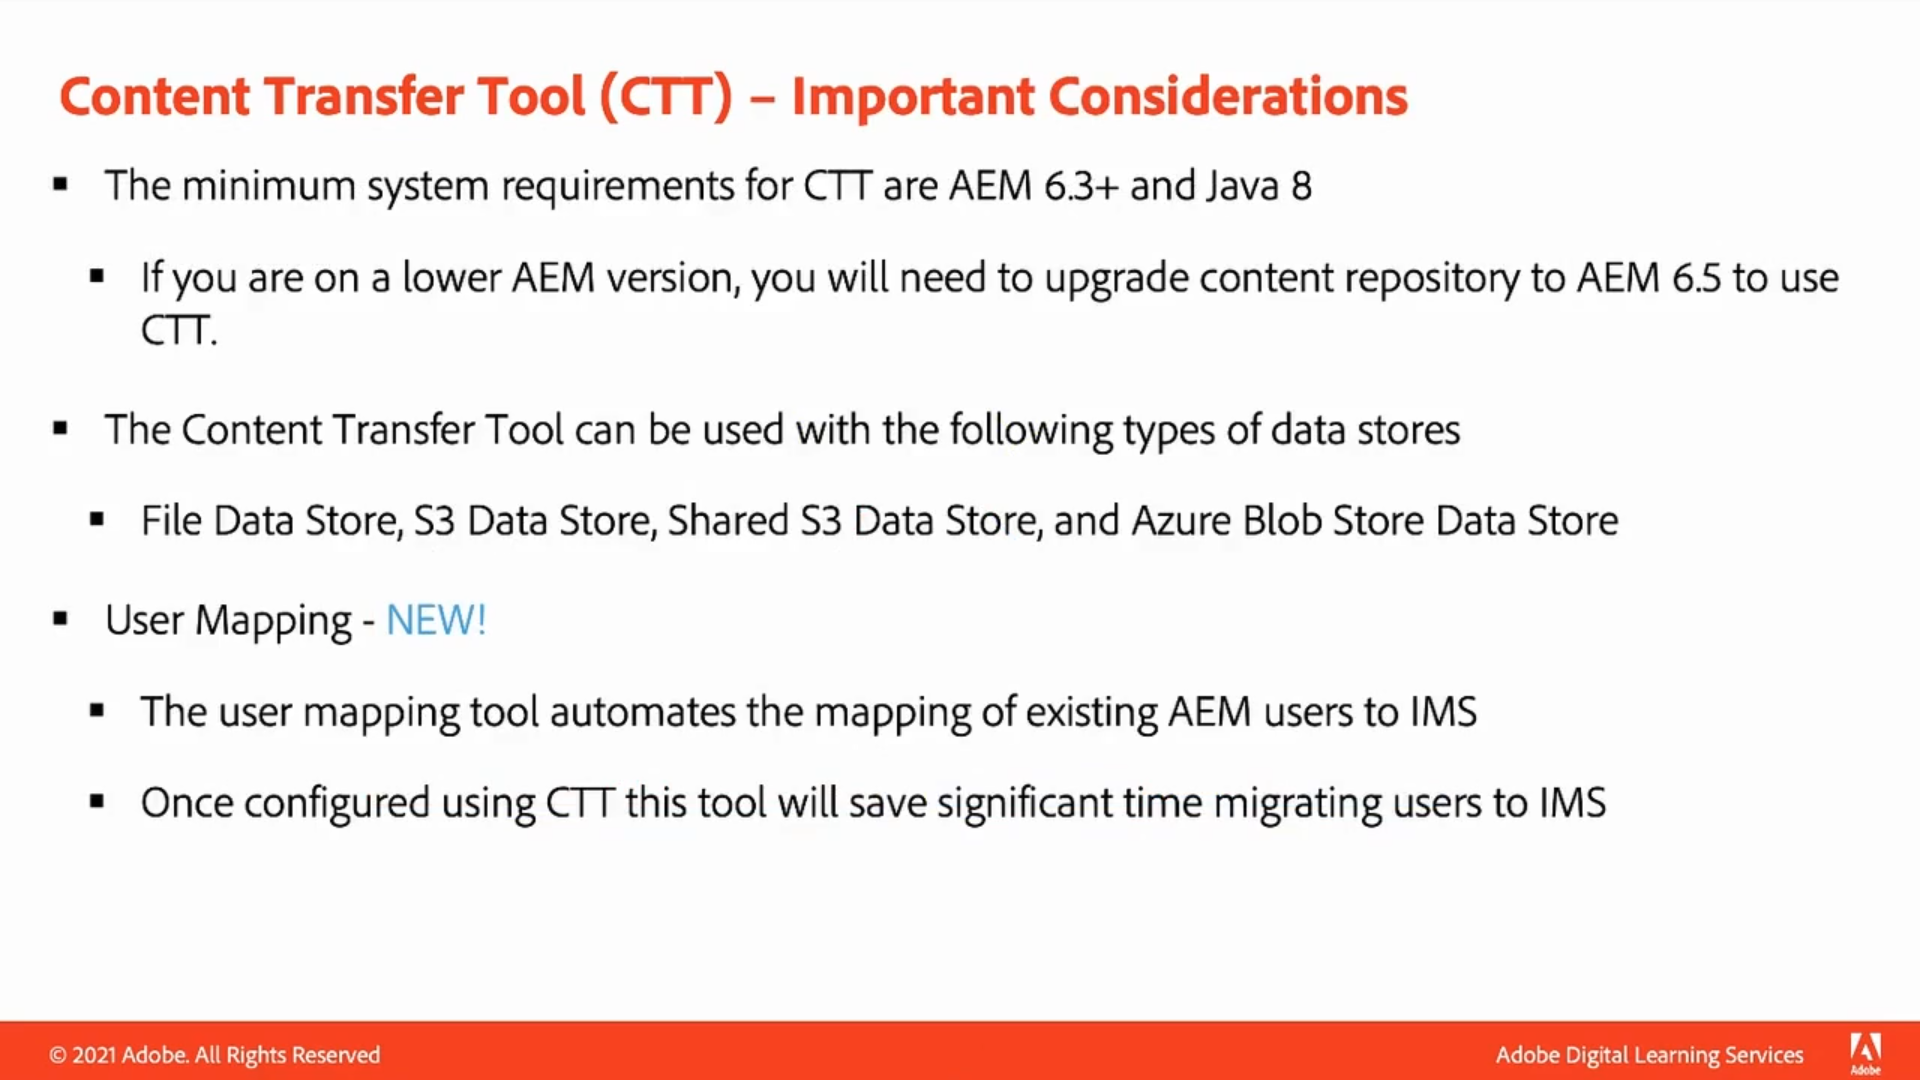 Content Transfer Tool (CTT) – Important Considerations
▪ The minimum system requirements for CTT are AEM 6.3+ and Java 8
▪ If you are on a lower AEM version, you will need to upgrade content repository to AEM 6.5 to use
CTT.
▪ The Content Transfer Tool can be used with the following types of data stores
▪ File Data Store, S3 Data Store, Shared S3 Data Store, and Azure Blob Store Data Store
▪ User Mapping - NEW!
▪ The user mapping tool automates the mapping of existing AEM users to IMS
▪ Once configured using CTT this tool will save significant time migrating users to IMS
© 2021 Adobe. All Rights Reserved
Adobe Digital Learning Services
Adobe